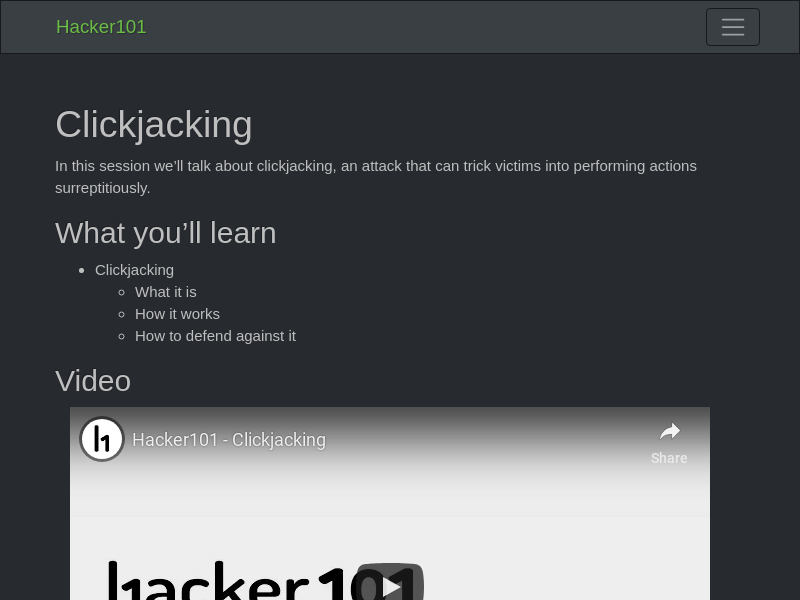 Hacker101
Clickjacking
In this session we’ll talk about clickjacking, an attack that can trick victims into performing actions
surreptitiously.
What you’ll learn
Clickjacking
What it is
How it works
How to defend against it
Video
Hacker101 - Clickjacking
Share
hacker101